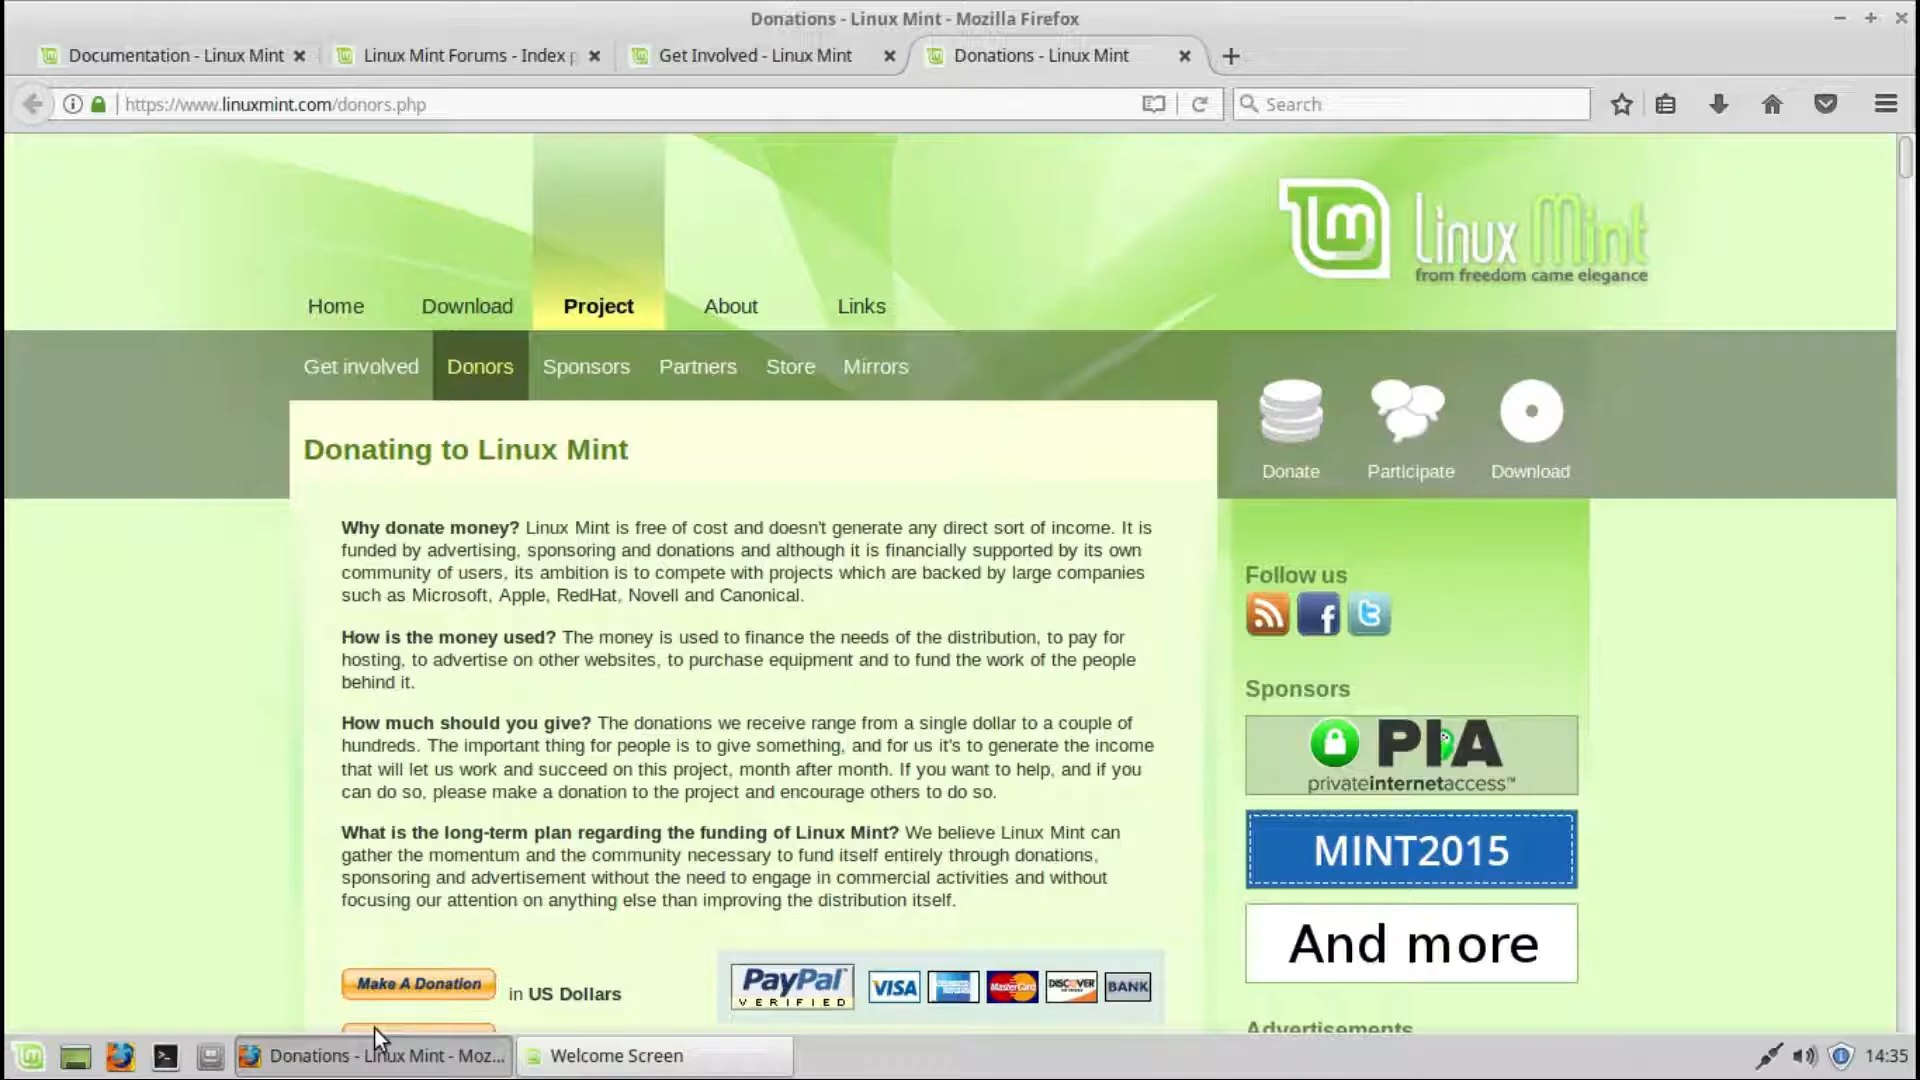 Donations - Linux Mint - Mozilla Firefox
Documentation - Linux Mint
Linux Mint Forums - Index p
Get Involved - Linux Mint
Donations - Linux Mint
https://www.linuxmint.com/donors.php
Search
Linux Mint
from freedom came elegance
Home
Download
Project
About
Links
Get involved
Donors
Sponsors
Partners
Store
Mirrors
Donate
Participate
Download
Donating to Linux Mint
Why donate money? Linux Mint is free of cost and doesn't generate any direct sort of income. It is
funded by advertising, sponsoring and donations and although it is financially supported by its own
community of users, its ambition is to compete with projects which are backed by large companies
such as Microsoft, Apple, RedHat, Novell and Canonical.
How is the money used? The money is used to finance the needs of the distribution, to pay for
hosting, to advertise on other websites, to purchase equipment and to fund the work of the people
behind it.
How much should you give? The donations we receive range from a single dollar to a couple of
hundreds. The important thing for people is to give something, and for us it's to generate the income
that will let us work and succeed on this project, month after month. If you want to help, and if you
can do so, please make a donation to the project and encourage others to do so.
What is the long-term plan regarding the funding of Linux Mint? We believe Linux Mint can
gather the momentum and the community necessary to fund itself entirely through donations,
sponsoring and advertisement without the need to engage in commercial activities and without
focusing our attention on anything else than improving the distribution itself.
Make A Donation in US Dollars
PayPal
VERIFIED
VISA
MasterCard
DISCOVER
BANK
Follow us
Sponsors
PIA
privateinternetaccess™
MINT2015
And more
Advertisements
Donations - Linux Mint - Moz...
Welcome Screen
14:35